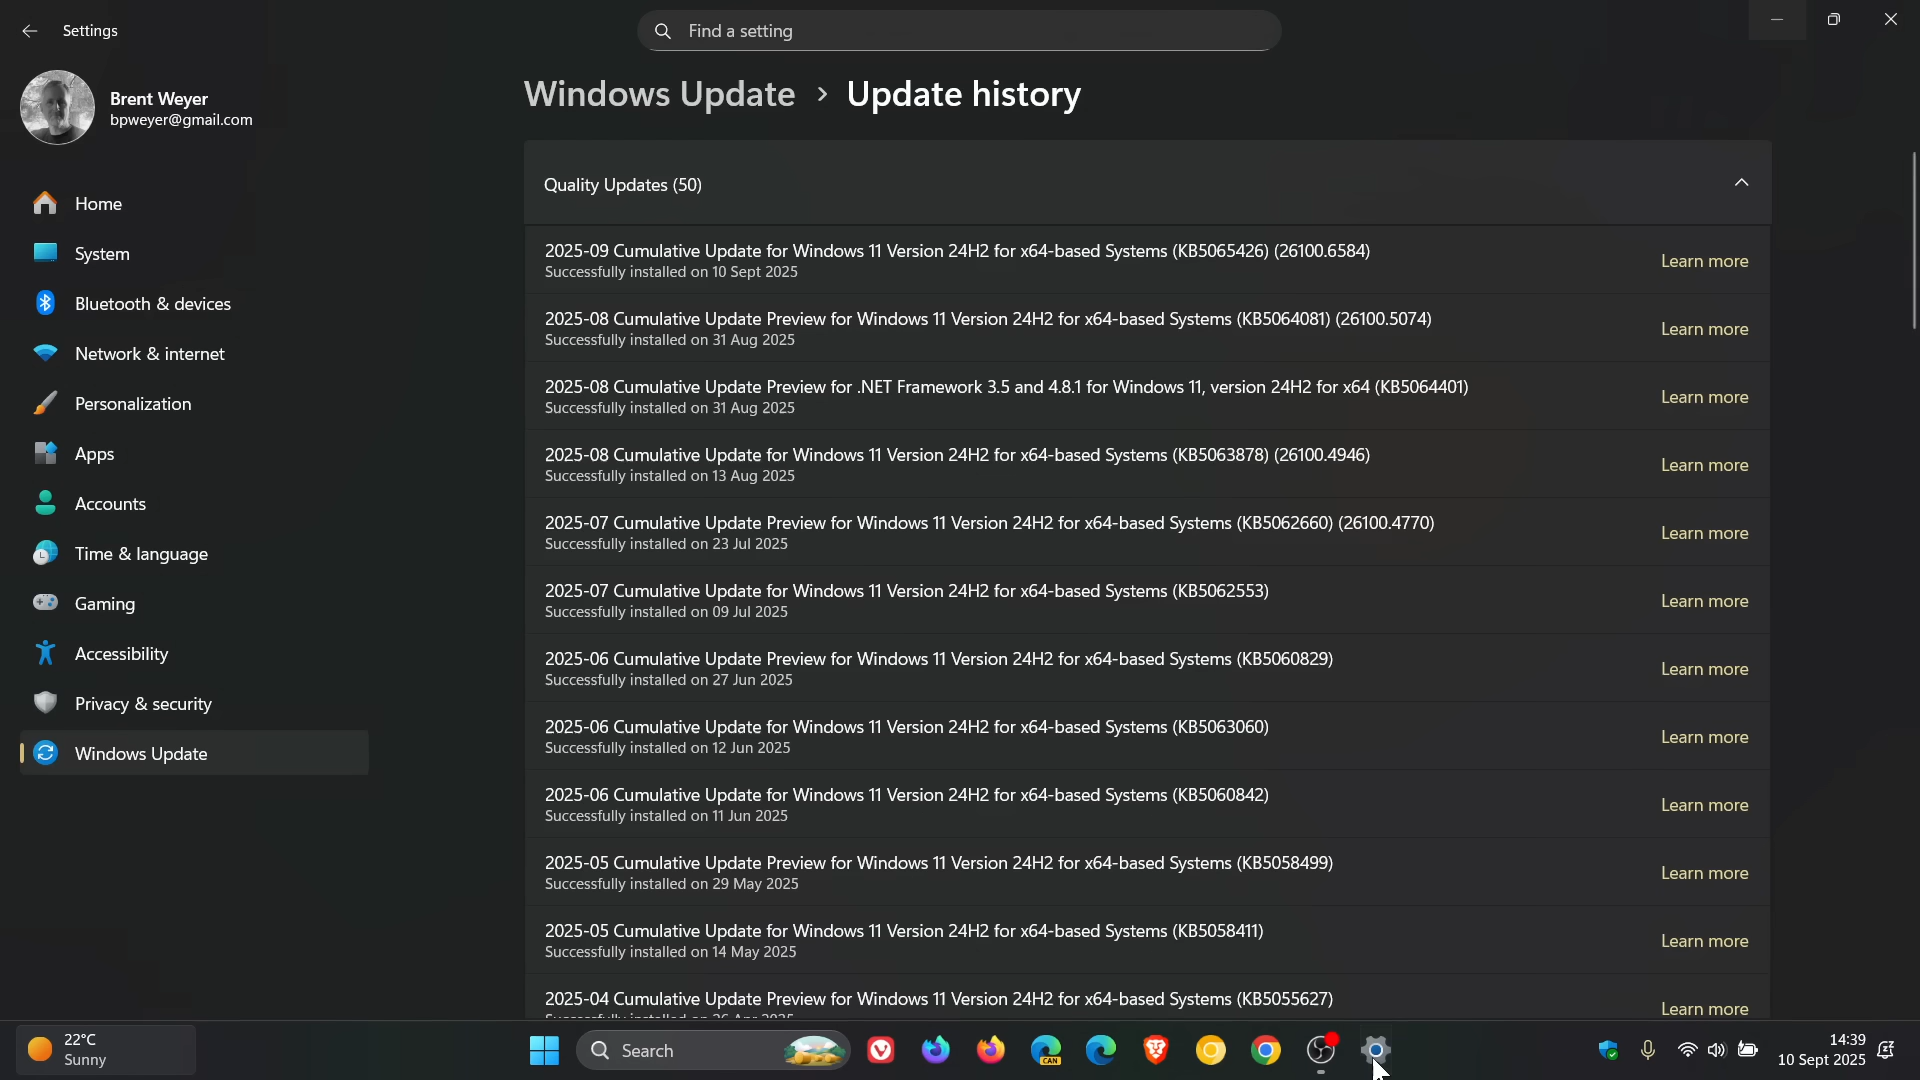 Settings
Find a setting
Brent Weyer
bpweyer@gmail.com
Home
System
Bluetooth & devices
Network & internet
Personalization
Apps
Accounts
Time & language
Gaming
Accessibility
Privacy & security
Windows Update
Windows Update > Update history
Quality Updates (50)
2025-09 Cumulative Update for Windows 11 Version 24H2 for x64-based Systems (KB5065426) (26100.6584)
Successfully installed on 10 Sept 2025
Learn more
2025-08 Cumulative Update Preview for Windows 11 Version 24H2 for x64-based Systems (KB5064081) (26100.5074)
Successfully installed on 31 Aug 2025
Learn more
2025-08 Cumulative Update Preview for .NET Framework 3.5 and 4.8.1 for Windows 11, version 24H2 for x64 (KB5064401)
Successfully installed on 31 Aug 2025
Learn more
2025-08 Cumulative Update for Windows 11 Version 24H2 for x64-based Systems (KB5063878) (26100.4946)
Successfully installed on 13 Aug 2025
Learn more
2025-07 Cumulative Update Preview for Windows 11 Version 24H2 for x64-based Systems (KB5062660) (26100.4770)
Successfully installed on 23 Jul 2025
Learn more
2025-07 Cumulative Update for Windows 11 Version 24H2 for x64-based Systems (KB5062553)
Successfully installed on 09 Jul 2025
Learn more
2025-06 Cumulative Update Preview for Windows 11 Version 24H2 for x64-based Systems (KB5060829)
Successfully installed on 27 Jun 2025
Learn more
2025-06 Cumulative Update for Windows 11 Version 24H2 for x64-based Systems (KB5063060)
Successfully installed on 12 Jun 2025
Learn more
2025-06 Cumulative Update for Windows 11 Version 24H2 for x64-based Systems (KB5060842)
Successfully installed on 11 Jun 2025
Learn more
2025-05 Cumulative Update Preview for Windows 11 Version 24H2 for x64-based Systems (KB5058499)
Successfully installed on 29 May 2025
Learn more
2025-05 Cumulative Update for Windows 11 Version 24H2 for x64-based Systems (KB5058411)
Successfully installed on 14 May 2025
Learn more
2025-04 Cumulative Update Preview for Windows 11 Version 24H2 for x64-based Systems (KB5055627)
Learn more
22°C
Sunny
Search
CAN
14:39
10 Sept 2025